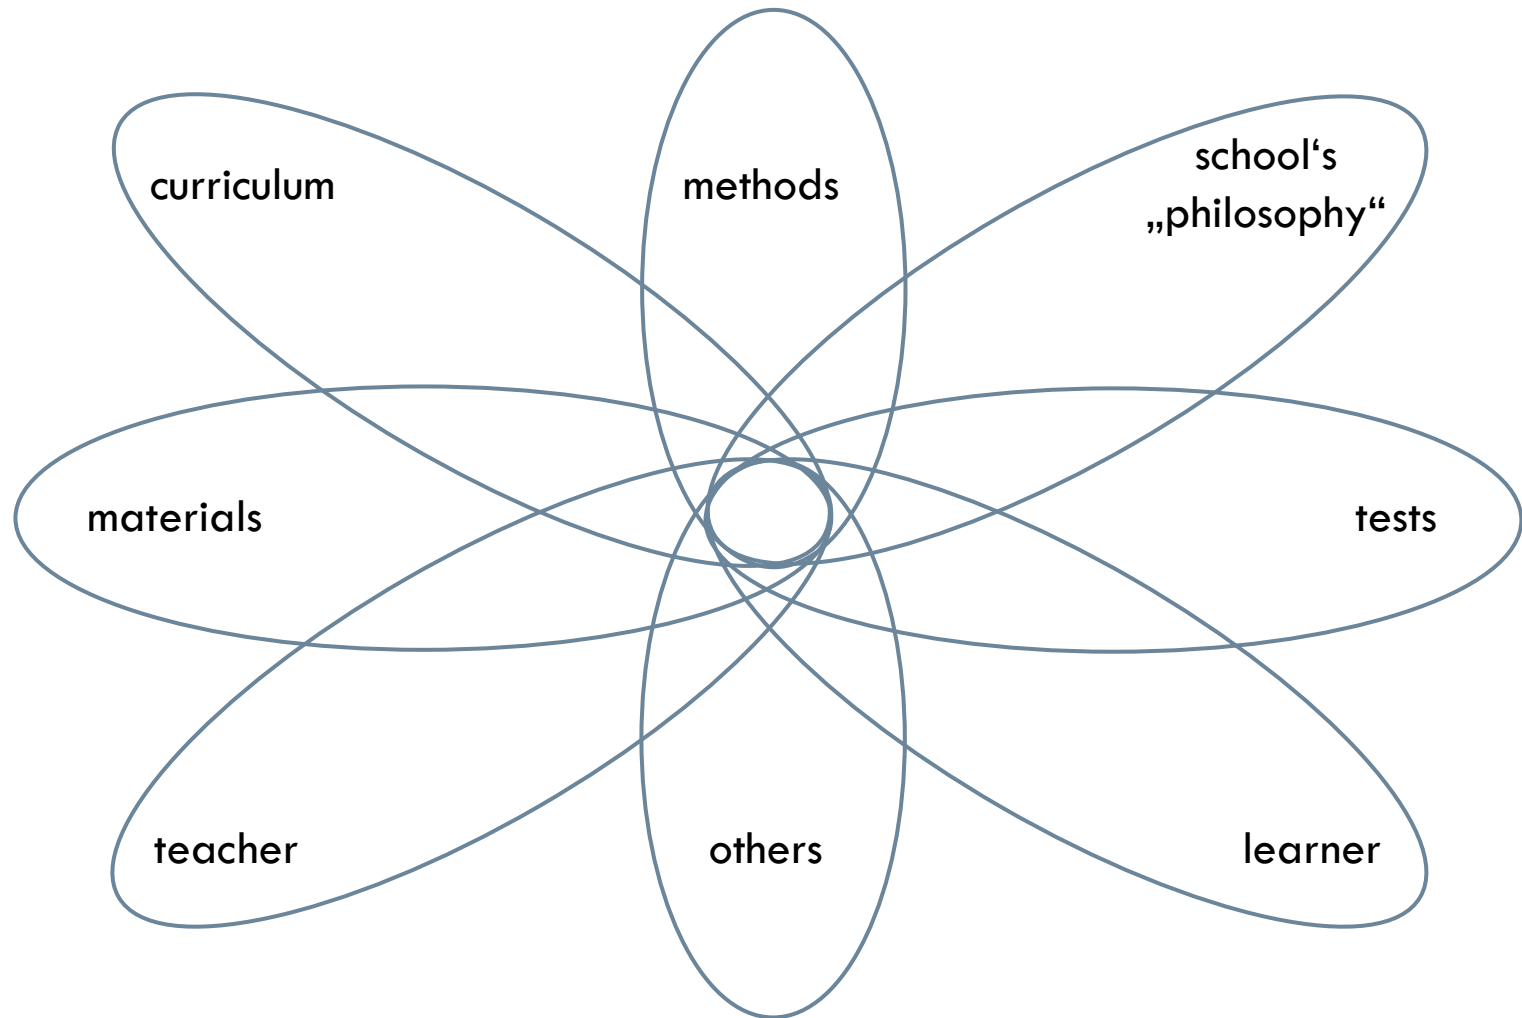 curriculum
methods
school‘s
„philosophy“
materials
tests
teacher
others
learner